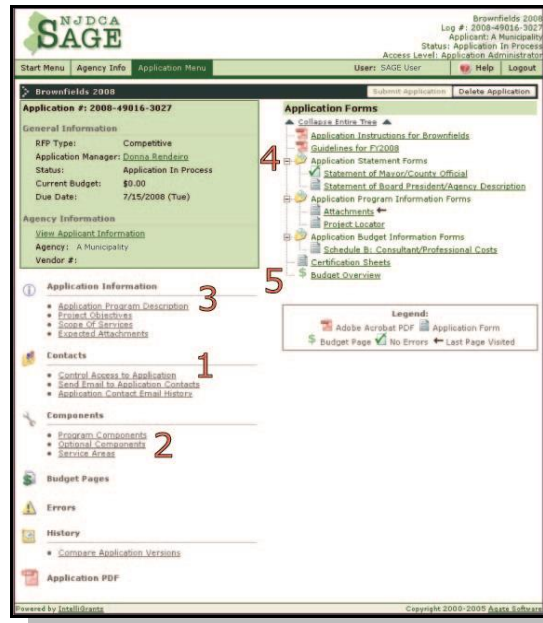 NJDCA
SAGE
Brownfields 2008
Log #: 2008-49016-3027
Applicant: A Municipality
Status: Application In Process
Access Level: Application Administrator
Start Menu Agency Info Application Menu User: SAGE User Help Logout
Brownfields 2008 Submit Application Delete Application
Application #: 2008-49016-3027
General Information
RFP Type: Competitive
Application Manager: Donna Rendeiro
Status: Application In Process
Current Budget: $0.00
Due Date: 7/15/2008 (Tue)
Agency Information
View Applicant Information
Agency: A Municipality
Vendor #:
Application Information
3
Application Program Description
Project Objectives
Scope Of Services
Expected Attachments
Contacts
1
Control Access to Application
Send Email to Application Contacts
Application Contact Email History
Components
2
Program Components
Optional Components
Service Areas
Budget Pages
Errors
History
Compare Application Versions
Application PDF
Application Forms
Collapse Entire Tree
Application Instructions for Brownfields
Guidelines for FY2008
4
Application Statement Forms
Statement of Mayor/County Official
Statement of Board President/Agency Description
Application Program Information Forms
Attachments
Project Locator
Application Budget Information Forms
Schedule B: Consultant/Professional Costs
Certification Sheets
5
$ Budget Overview
Legend:
Adobe Acrobat PDF Application Form
$ Budget Page No Errors Last Page Visited
Powered by IntelliGrants Copyright 2000-2005 Agate Software